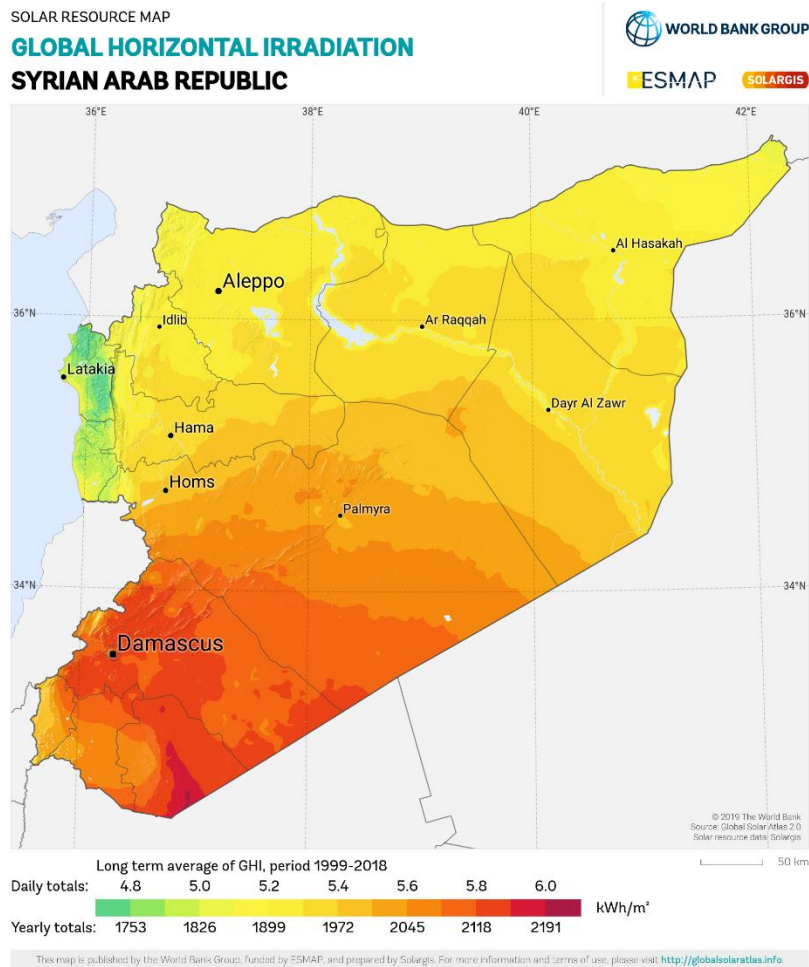 SOLAR RESOURCE MAP
GLOBAL HORIZONTAL IRRADIATION
SYRIAN ARAB REPUBLIC
WORLD BANK GROUP
ESMAP
SOLARGIS
36°E 38°E 40°E 42°E
Al Hasakah
Aleppo
36°N 36°N
Idlib
Ar Raqqah
Latakia
Dayr Al Zawr
Hama
Homs
Palmyra
34°N 34°N
Damascus
© 2019 The World Bank
Source: Global Solar Atlas 2.0
Solar resource data: Solargis
50 km
Long term average of GHI, period 1999-2018
Daily totals: 4.8 5.0 5.2 5.4 5.6 5.8 6.0
kWh/m²
Yearly totals: 1753 1826 1899 1972 2045 2118 2191
This map is published by the World Bank Group, funded by ESMAP, and prepared by Solargis. For more information and terms of use, please visit http://globalsolaratlas.info.